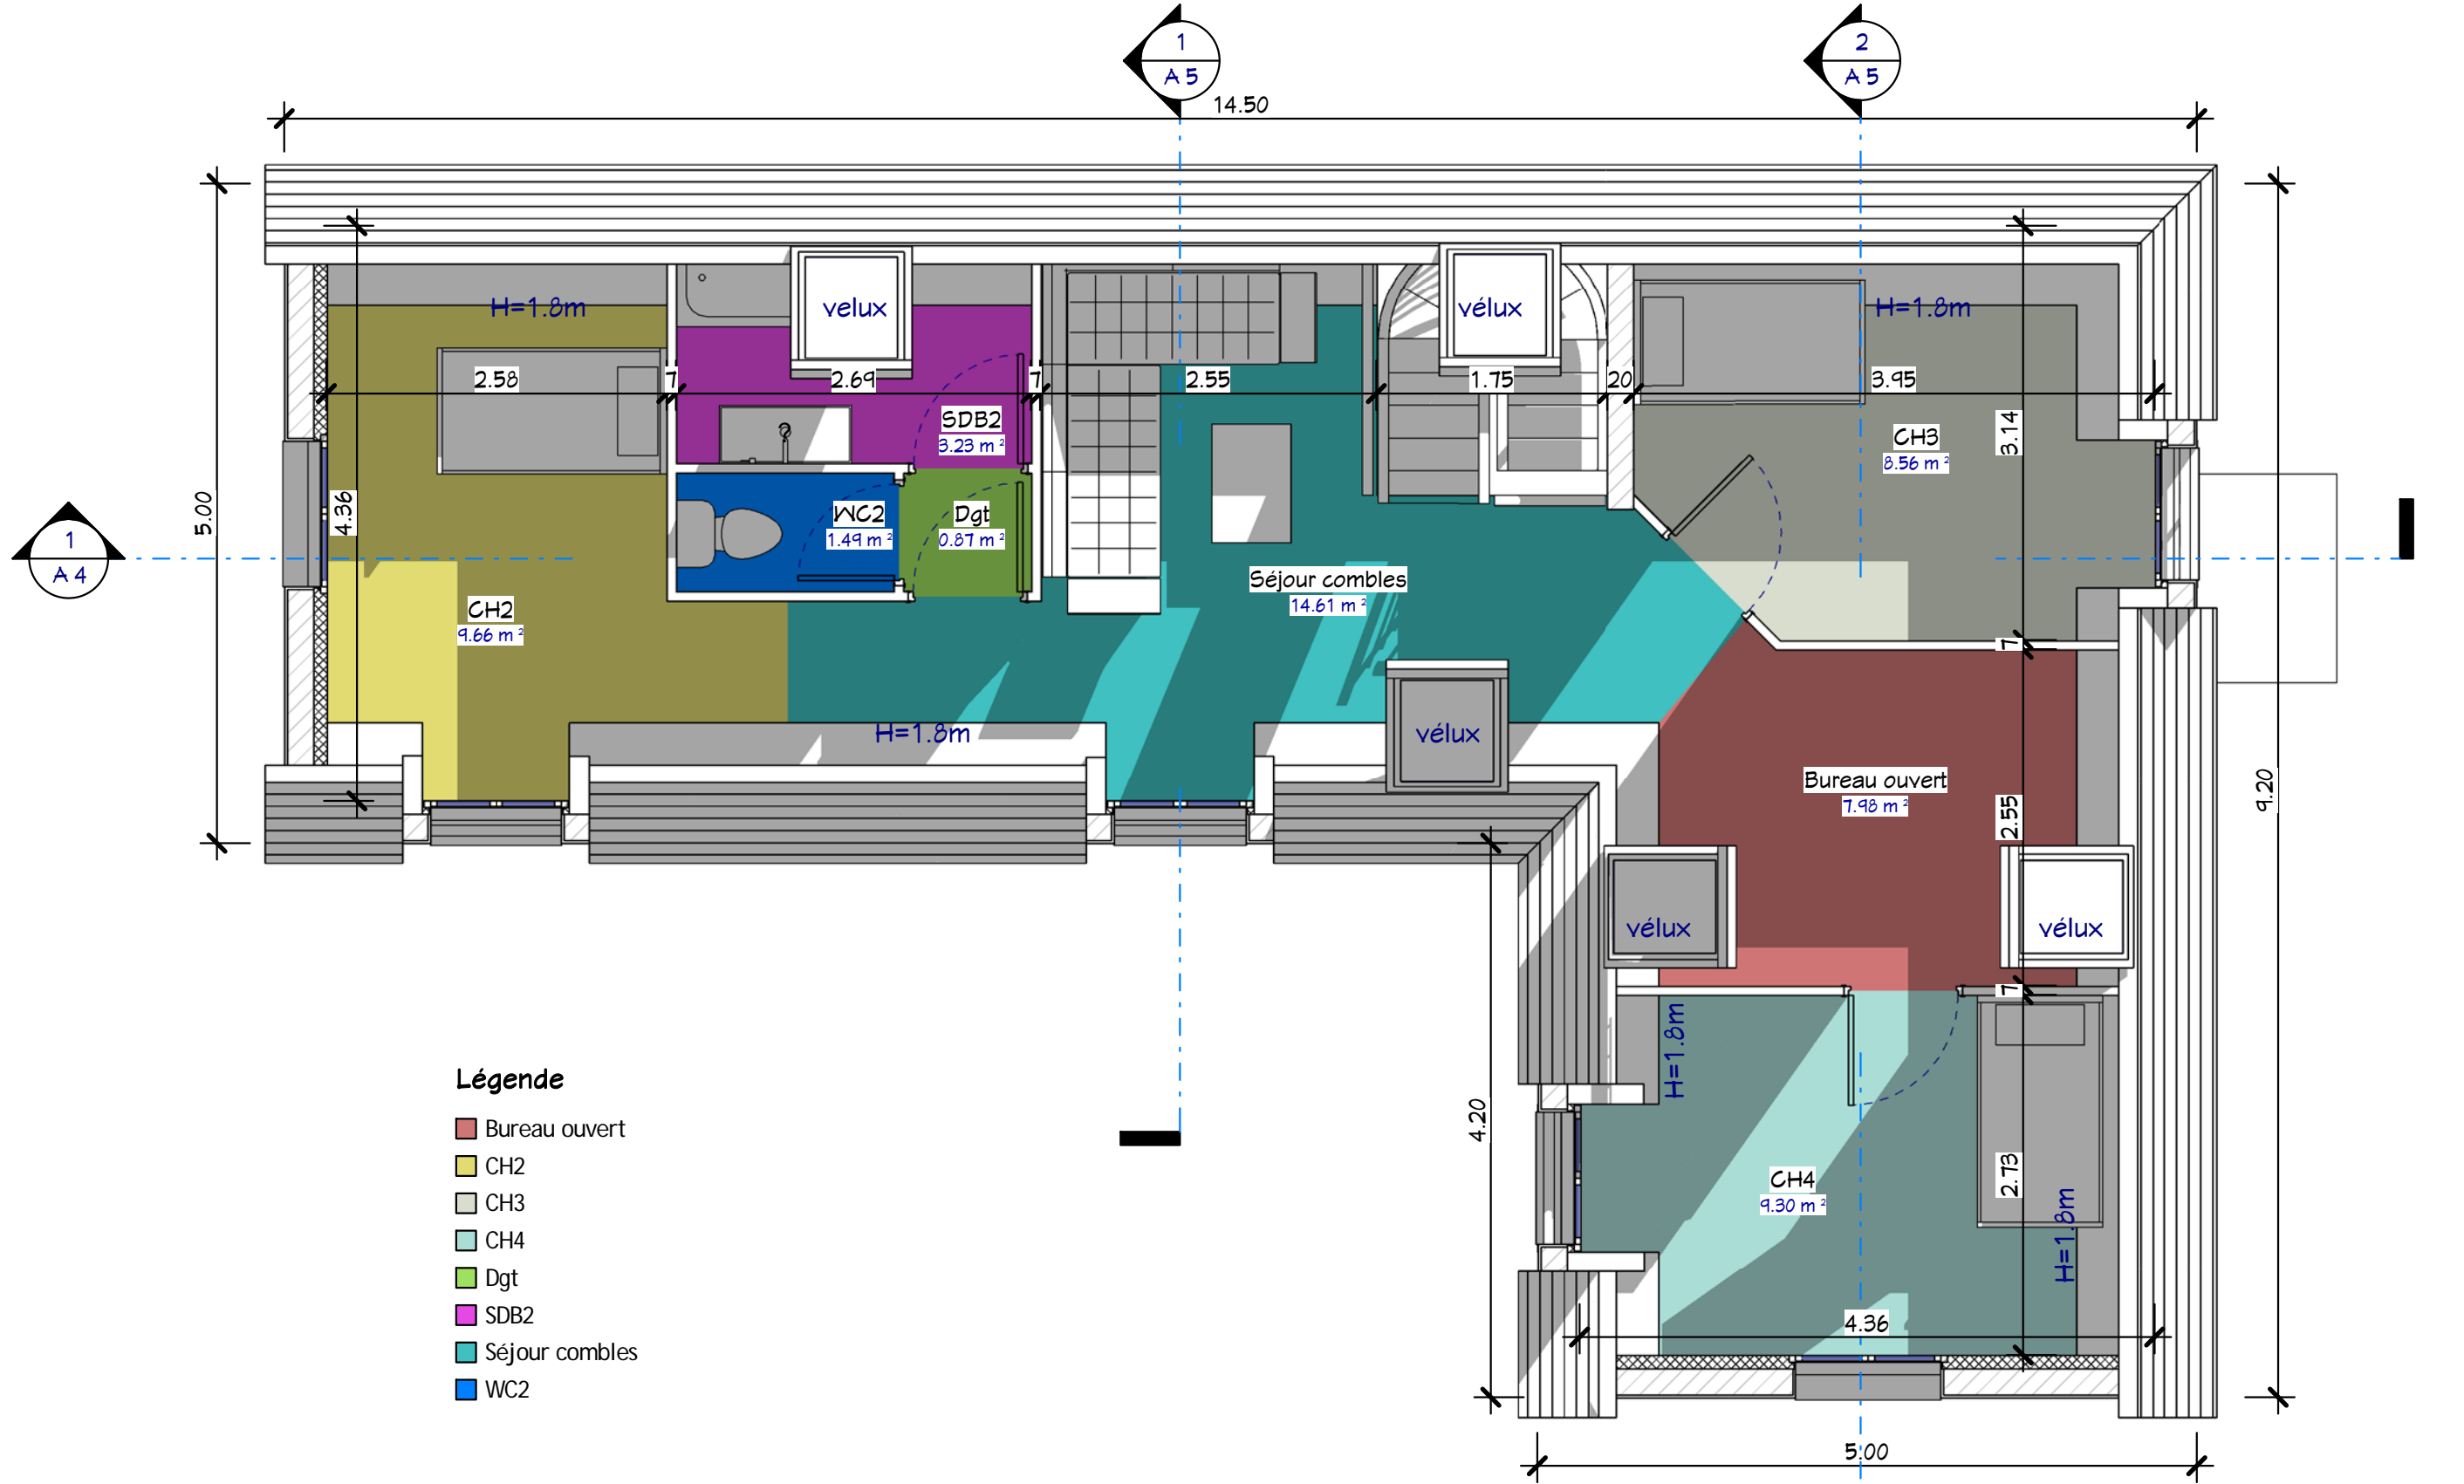 1
A 5
2
A 5
14.50
H=1.8m
velux
vélux
H=1.8m
2.58
7
2.69
7
2.55
1.75
20
3.95
SDB2
3.23 m²
CH3
8.56 m²
3.14
5.00
4.36
WC2
1.49 m²
Dgt
0.87 m²
1
A 4
Séjour combles
14.61 m²
CH2
9.66 m²
7
H=1.8m
vélux
Bureau ouvert
7.98 m²
2.55
9.20
vélux
vélux
7
H=1.8m
4.20
CH4
9.30 m²
2.73
H=1.8m
4.36
5.00
Légende
Bureau ouvert
CH2
CH3
CH4
Dgt
SDB2
Séjour combles
WC2